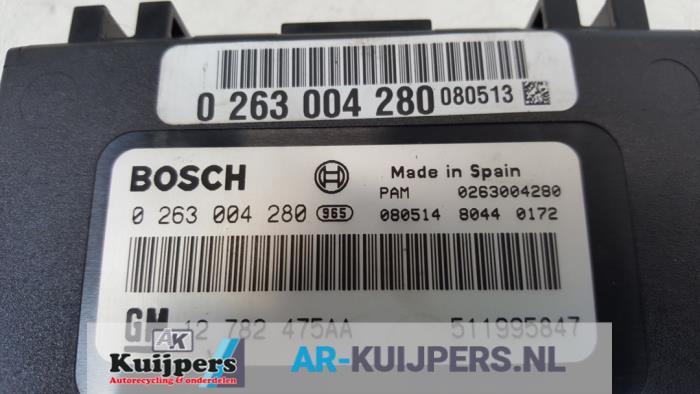 0 263 004 280 080513
BOSCH
Made in Spain
PAM 0263004280
0 263 004 280 965 080514 8044 0172
GM 12 782 475AA 511995847
AK
Kuijpers
Autorecycling & onderdelen
AR-KUIJPERS.NL